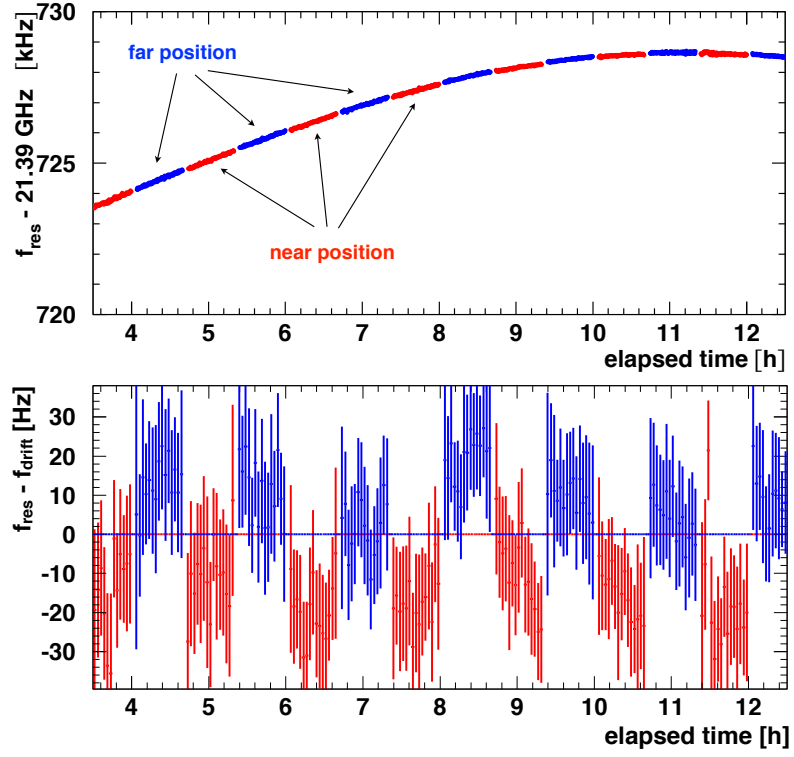 730
725
720
f_res - 21.39 GHz [kHz]
far position
near position
4 5 6 7 8 9 10 11 12
elapsed time [h]
30
20
10
0
-10
-20
-30
f_res - f_drift [Hz]
4 5 6 7 8 9 10 11 12
elapsed time [h]